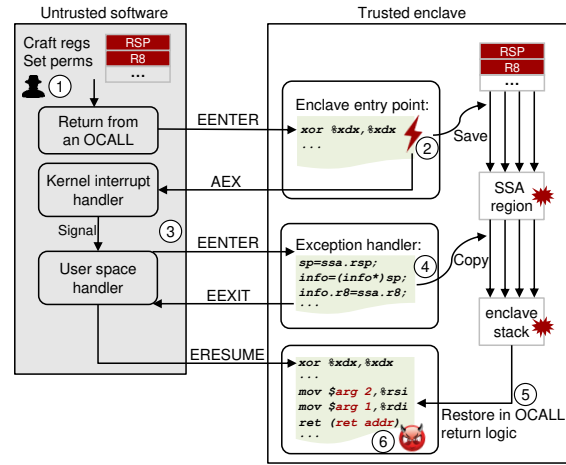 Untrusted software
Trusted enclave
Craft regs
Set perms
RSP
R8
...
1
Return from
an OCALL
EENTER
Enclave entry point:
xor %xdx,%xdx
...
2
Save
RSP
R8
...
AEX
Kernel interrupt
handler
SSA
region
Signal
3
EENTER
User space
handler
EEXIT
Exception handler:
sp=ssa.rsp;
info=(info*)sp;
info.r8=ssa.r8;
...
4
Copy
enclave
stack
ERESUME
xor %xdx,%xdx
...
mov $arg 2,%rsi
mov $arg 1,%rdi
ret (ret addr)
...
6
5
Restore in OCALL
return logic